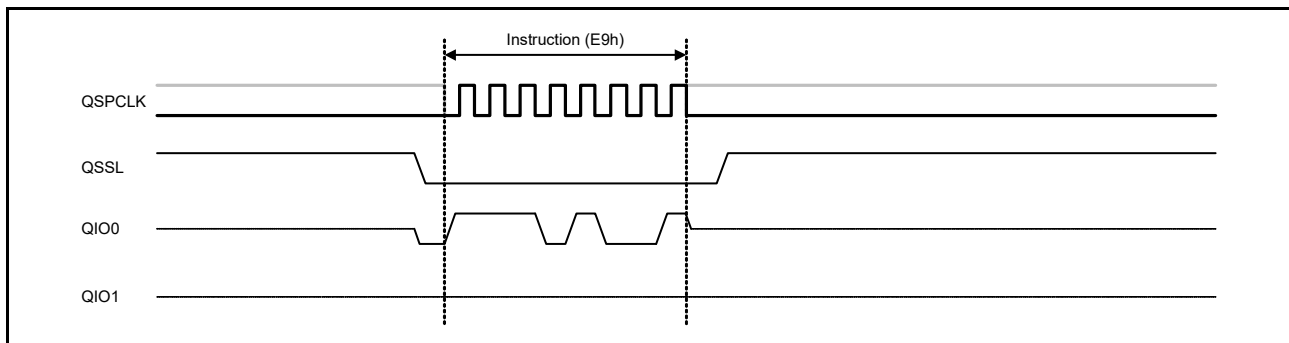 Instruction (E9h)
QSPCLK
QSSL
QIO0
QIO1